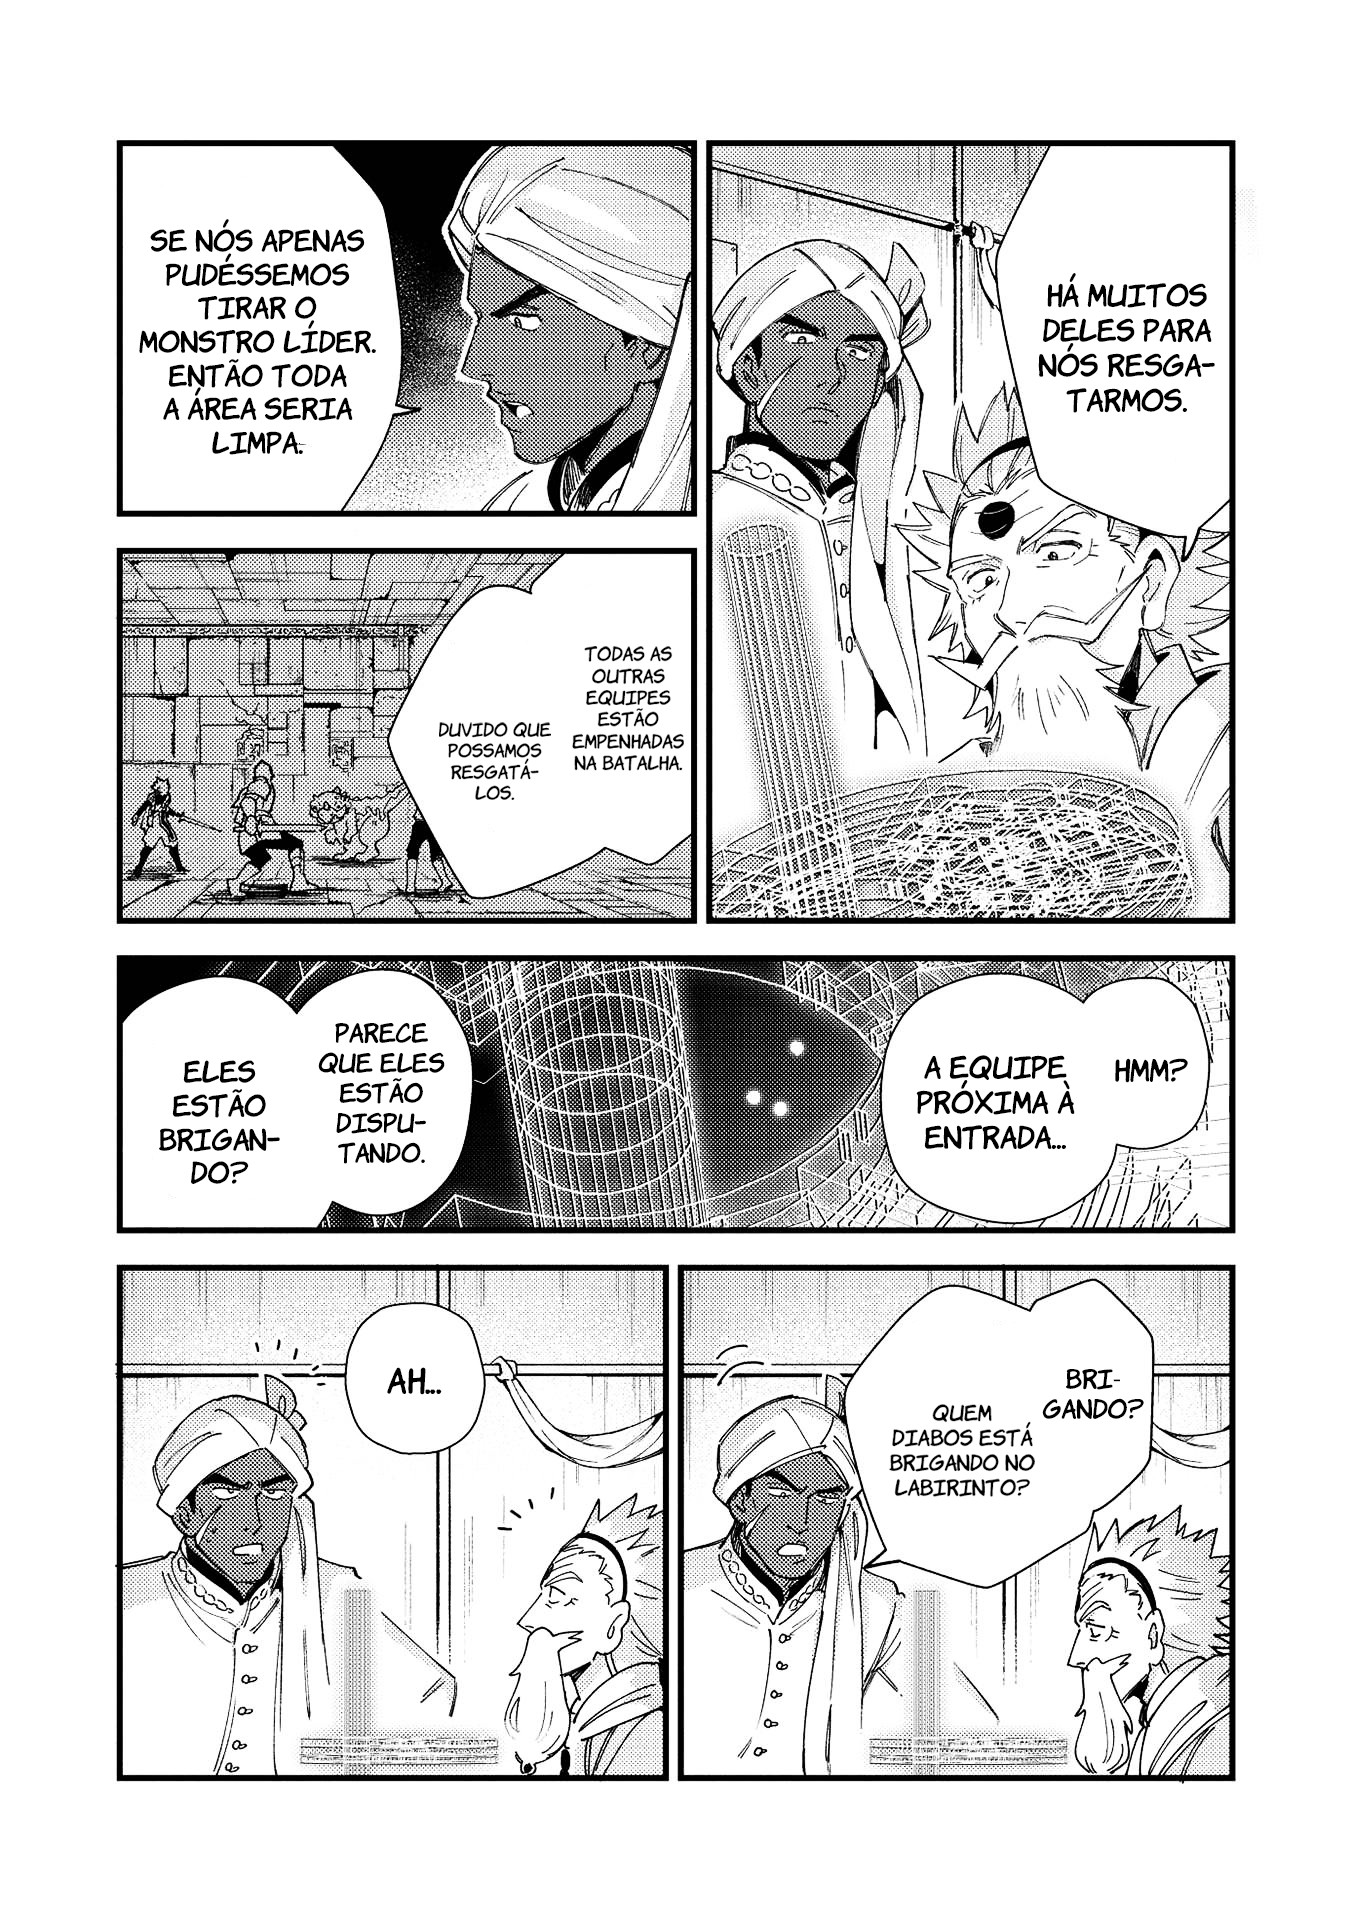 HÁ MUITOS
DELES PARA
NÓS RESGA-
TARMOS.
SE NÓS APENAS
PUDÉSSEMOS
TIRAR O
MONSTRO LÍDER.
ENTÃO TODA
A ÁREA SERIA
LIMPA.
TODAS AS
OUTRAS
EQUIPES
ESTÃO
EMPENHADAS
NA BATALHA.
DUVIDO QUE
POSSAMOS
RESGATÁ-
LOS.
HMM?
A EQUIPE
PRÓXIMA À
ENTRADA...
PARECE
QUE ELES
ESTÃO
DISPU-
TANDO.
ELES
ESTÃO
BRIGAN-
DO?
BRI-
GANDO?
QUEM
DIABOS ESTÁ
BRIGANDO NO
LABIRINTO?
AH...